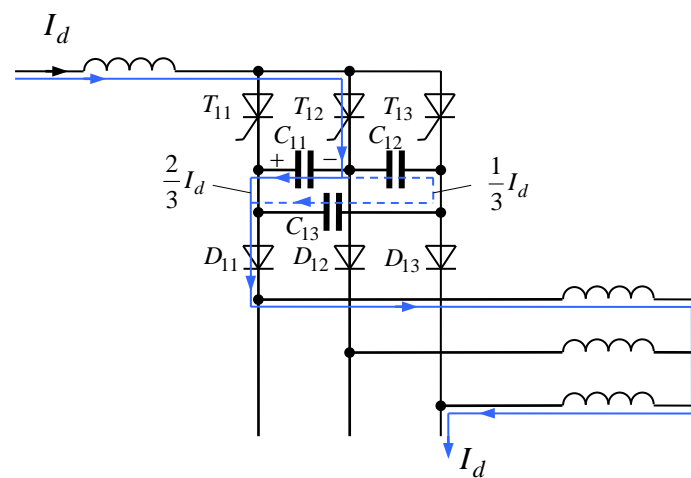 I_d
T_11 T_12 T_13
C_11 C_12
+ −
2/3 I_d 1/3 I_d
C_13
D_11 D_12 D_13
I_d